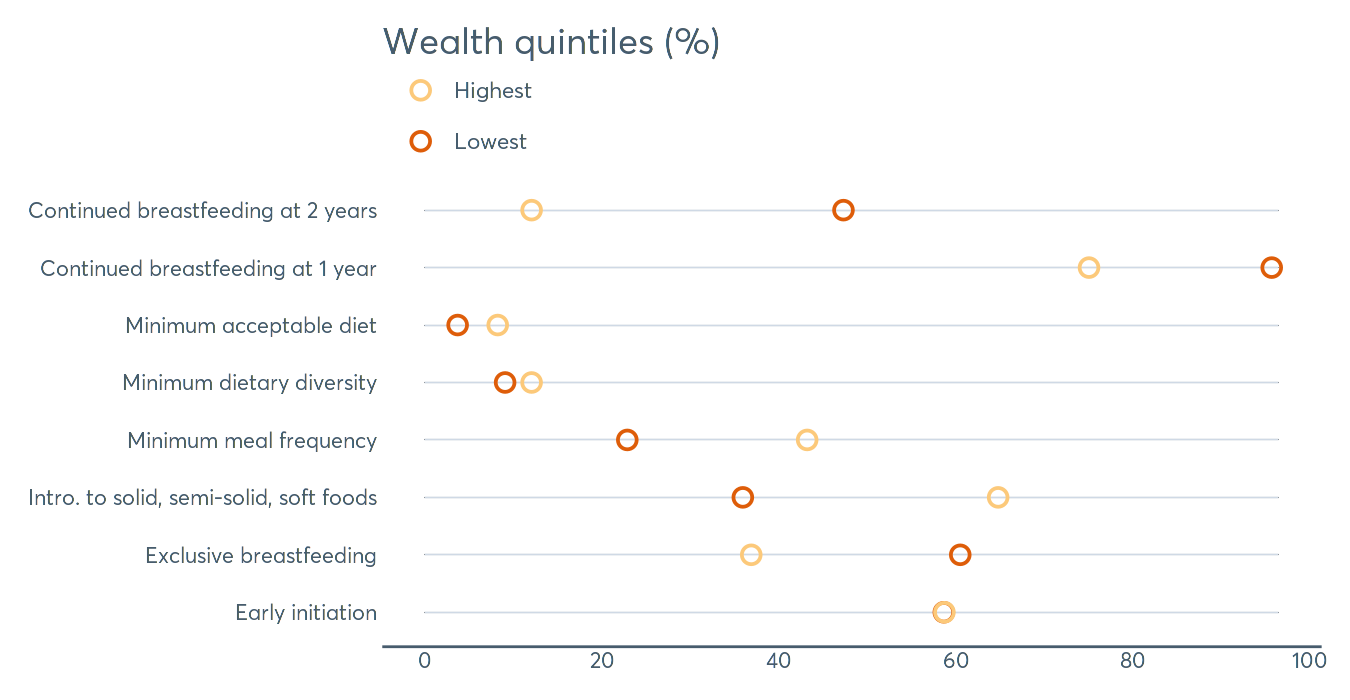 Wealth quintiles (%)
Highest
Lowest
Continued breastfeeding at 2 years
Continued breastfeeding at 1 year
Minimum acceptable diet
Minimum dietary diversity
Minimum meal frequency
Intro. to solid, semi-solid, soft foods
Exclusive breastfeeding
Early initiation
0 20 40 60 80 100